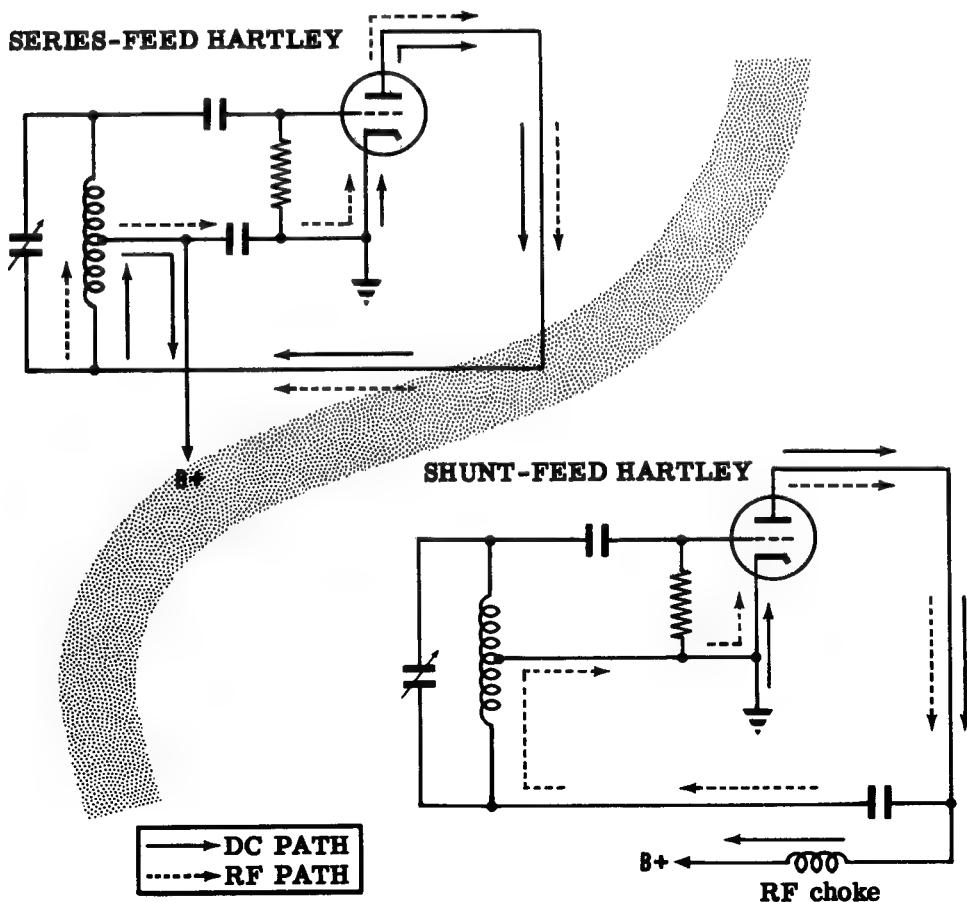 SERIES-FEED HARTLEY
B+
SHUNT-FEED HARTLEY
DC PATH
RF PATH
B+
RF choke